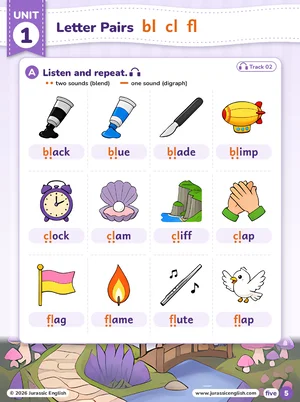 UNIT
1
Letter Pairs bl cl fl
Track 02
A Listen and repeat.
two sounds (blend) one sound (digraph)
black blue blade blimp
clock clam cliff clap
flag flame flute flap
© 2026 Jurassic English
www.jurassicenglish.com
five 5